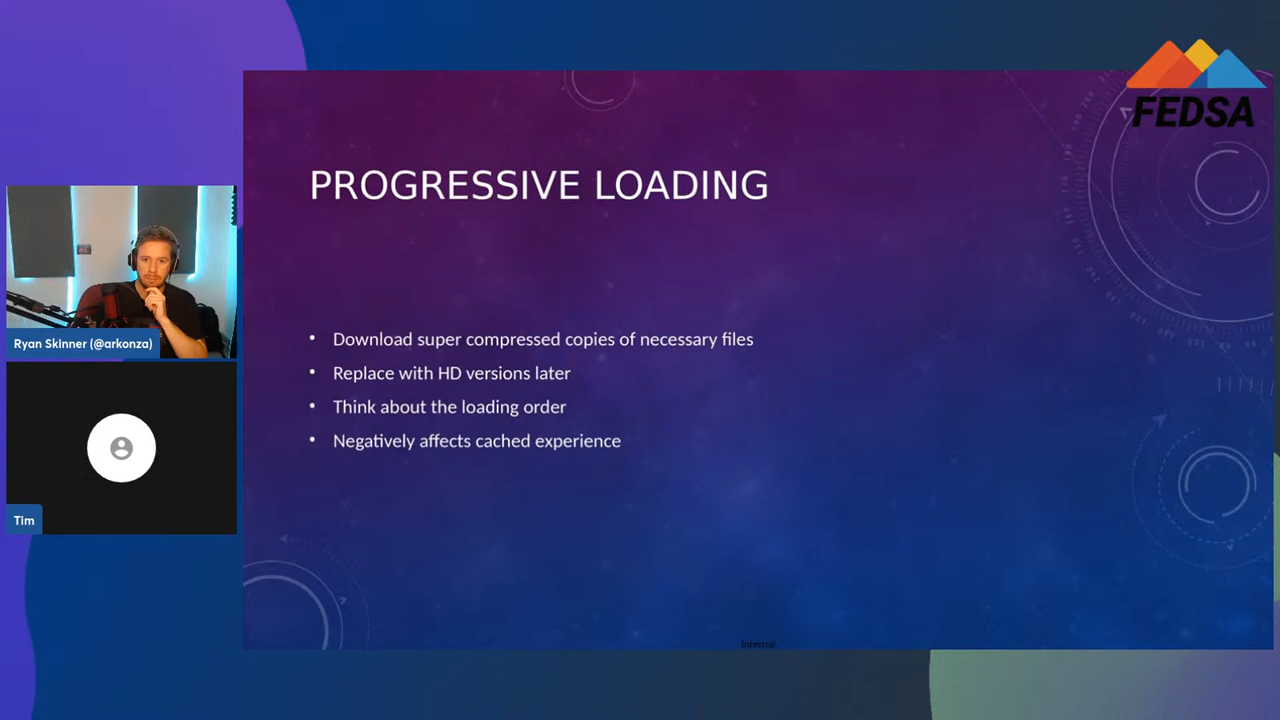 FEDSA
PROGRESSIVE LOADING
• Download super compressed copies of necessary files
• Replace with HD versions later
• Think about the loading order
• Negatively affects cached experience
Ryan Skinner (@arkonza)
Tim
Internal